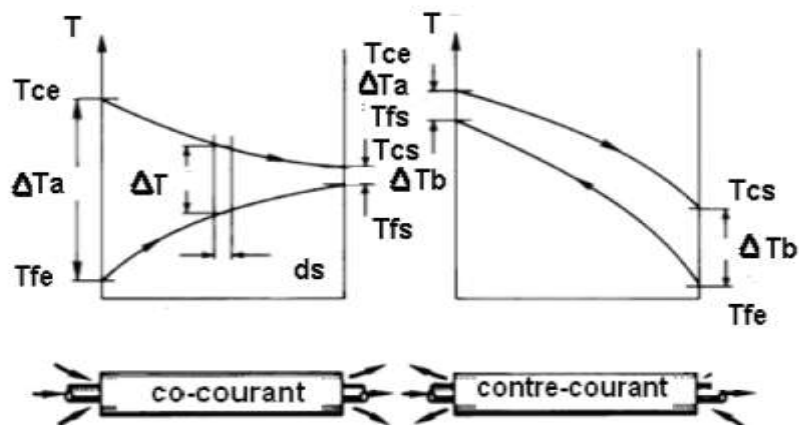 T
Tce
ΔTa
ΔT
Tcs
ΔTb
Tfs
Tfe
ds
T
Tce
ΔTa
Tfs
Tcs
ΔTb
Tfe
co-courant
contre-courant